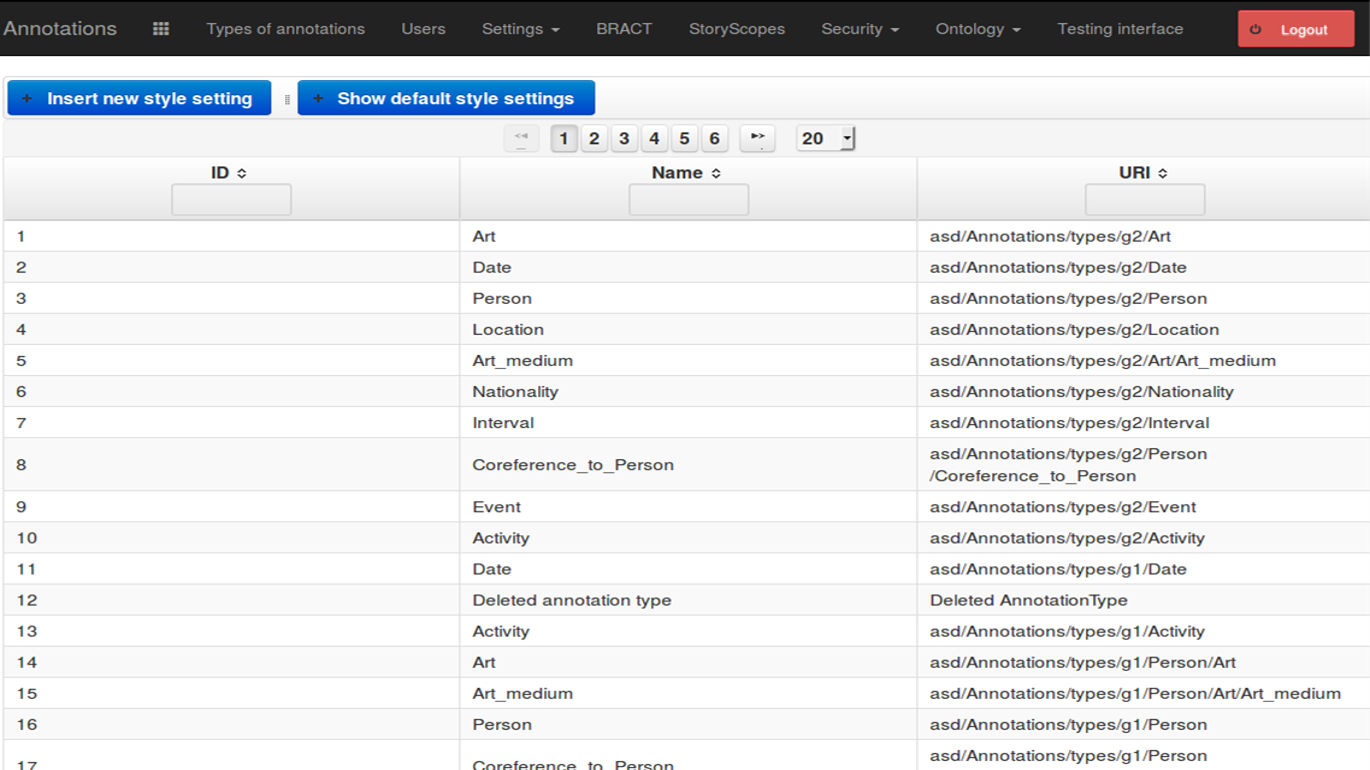 Annotations Types of annotations Users Settings BRACT StoryScopes Security Ontology Testing interface Logout
+ Insert new style setting + Show default style settings
1 2 3 4 5 6 20
ID Name URI
1 Art asd/Annotations/types/g2/Art
2 Date asd/Annotations/types/g2/Date
3 Person asd/Annotations/types/g2/Person
4 Location asd/Annotations/types/g2/Location
5 Art_medium asd/Annotations/types/g2/Art/Art_medium
6 Nationality asd/Annotations/types/g2/Nationality
7 Interval asd/Annotations/types/g2/Interval
8 Coreference_to_Person asd/Annotations/types/g2/Person
/Coreference_to_Person
9 Event asd/Annotations/types/g2/Event
10 Activity asd/Annotations/types/g2/Activity
11 Date asd/Annotations/types/g1/Date
12 Deleted annotation type Deleted AnnotationType
13 Activity asd/Annotations/types/g1/Activity
14 Art asd/Annotations/types/g1/Person/Art
15 Art_medium asd/Annotations/types/g1/Person/Art/Art_medium
16 Person asd/Annotations/types/g1/Person
asd/Annotations/types/g1/Person
17 Coreference_to_Person